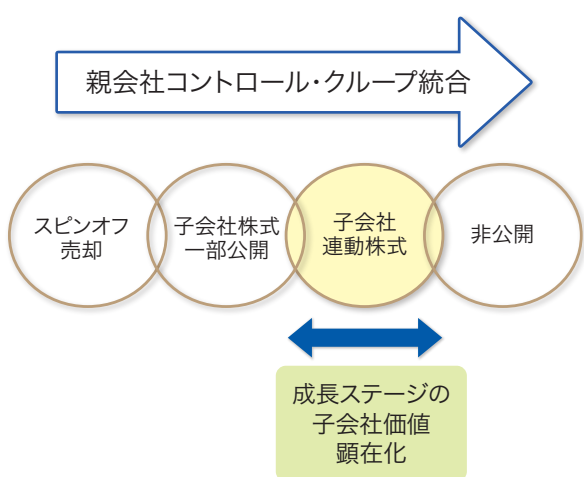 親会社コントロール・クループ統合
スピンオフ
売却
子会社株式
一部公開
子会社
連動株式
非公開
成長ステージの
子会社価値
顕在化